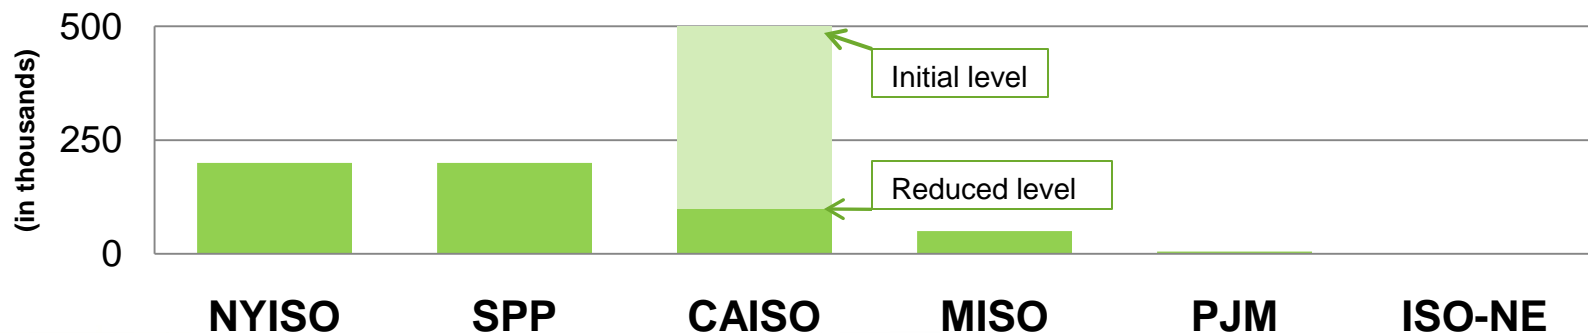 (in thousands)
500
250
0
Initial level
Reduced level
NYISO SPP CAISO MISO PJM ISO-NE